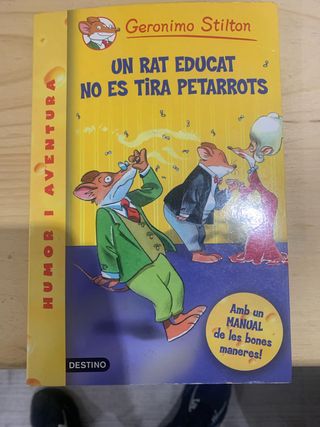 Geronimo Stilton
UN RAT EDUCAT
NO ES TIRA PETARROTS
HUMOR I AVENTURA
Amb un
MANUAL
de les bones
maneres!
DESTINO